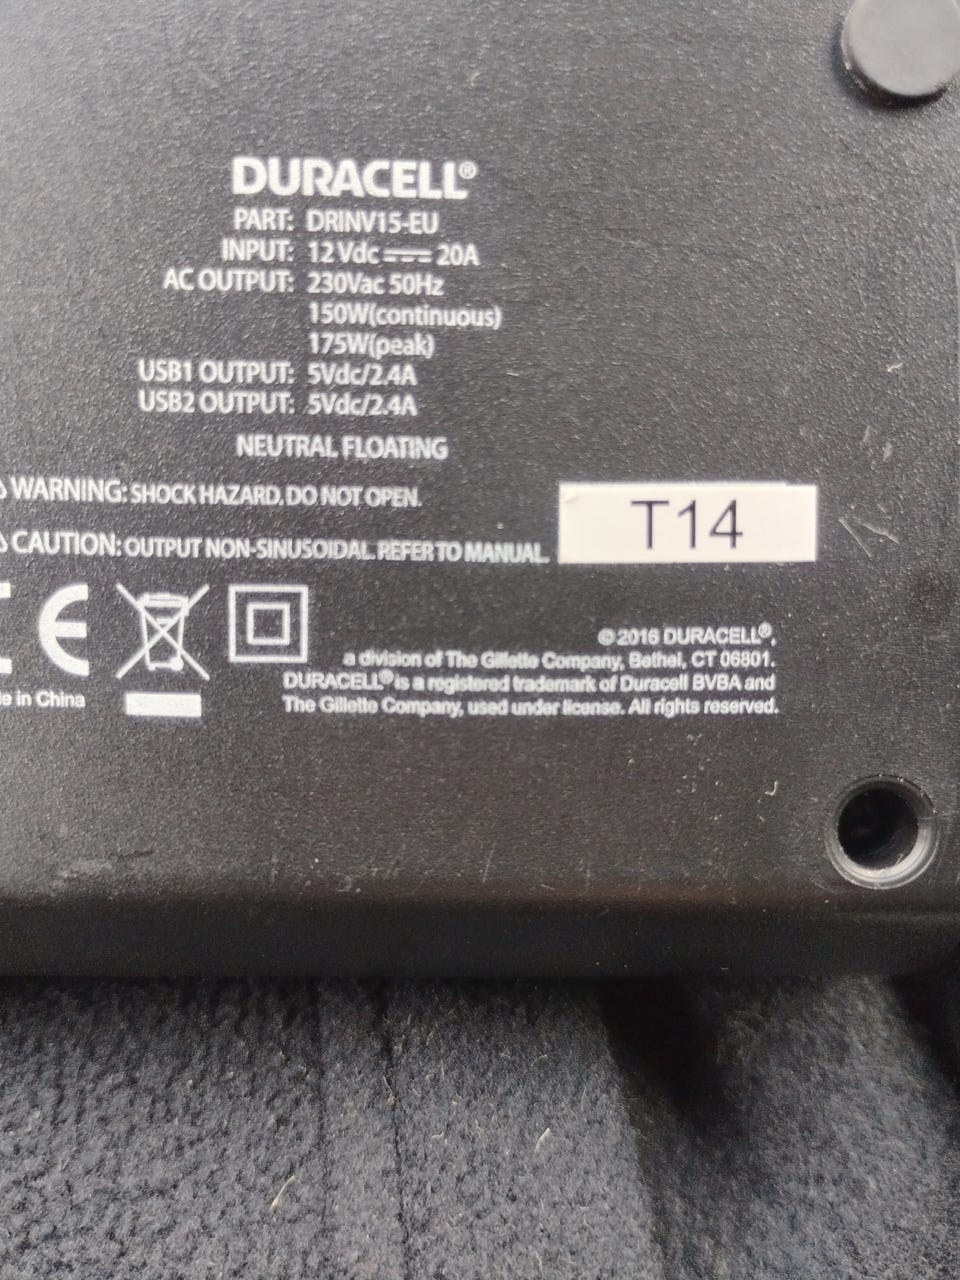 DURACELL®
PART: DRINV15-EU
INPUT: 12 Vdc ⎓ 20A
AC OUTPUT: 230Vac 50Hz
150W(continuous)
175W(peak)
USB1 OUTPUT: 5Vdc/2.4A
USB2 OUTPUT: 5Vdc/2.4A
NEUTRAL FLOATING
WARNING: SHOCK HAZARD. DO NOT OPEN.
CAUTION: OUTPUT NON-SINUSOIDAL. REFER TO MANUAL.
T14
CE
in China
© 2016 DURACELL®,
a division of The Gillette Company, Bethel, CT 06801.
DURACELL® is a registered trademark of Duracell BVBA and
The Gillette Company, used under license. All rights reserved.